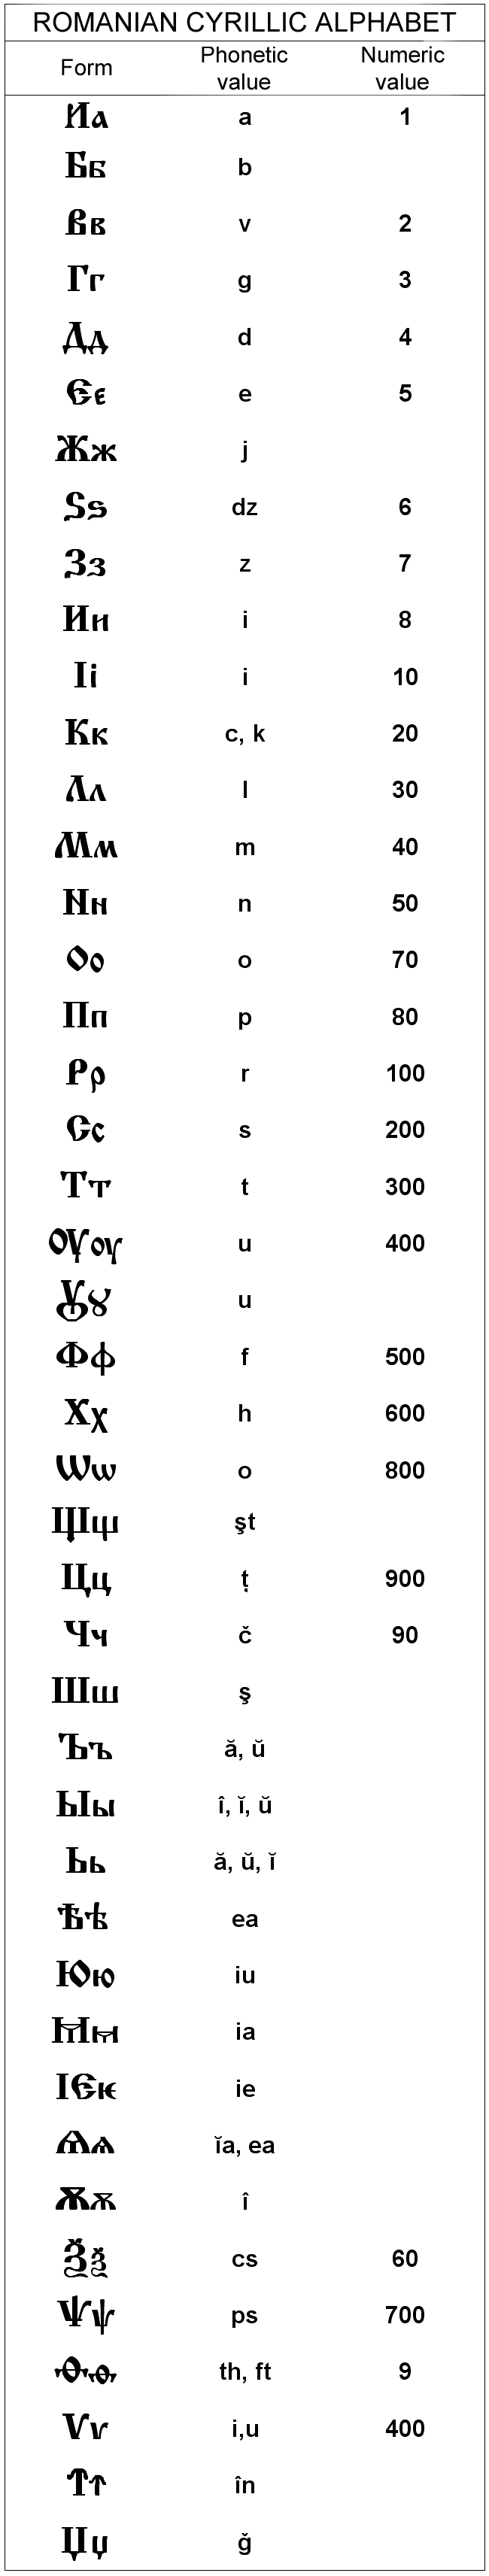 ROMANIAN CYRILLIC ALPHABET
Form Phonetic value Numeric value
Иа a 1
Бб b
Вв v 2
Гг g 3
Дд d 4
Єє e 5
Жж j
Ѕѕ dz 6
Зз z 7
Ии i 8
Іі i 10
Кк c, k 20
Лл l 30
Мм m 40
Nн n 50
Оо o 70
Пп p 80
Рр r 100
Сс s 200
Тт t 300
Ѹѹ u 400
Ꙋꙋ u
Фф f 500
Хх h 600
Ѡѡ o 800
Щщ şt
Цц ț 900
Чч č 90
Шш ş
Ъъ ă, ŭ
Ыы î, ĭ, ŭ
Ьь ă, ŭ, ĭ
Ѣѣ ea
Юю iu
Ꙗꙗ ia
Ѥѥ ie
Ѧѧ ĭa, ea
Ѫѫ î
Ѯѯ cs 60
Ѱѱ ps 700
Ѳѳ th, ft 9
Ѵѵ i,u 400
Ꙟꙟ în
Џџ ğ